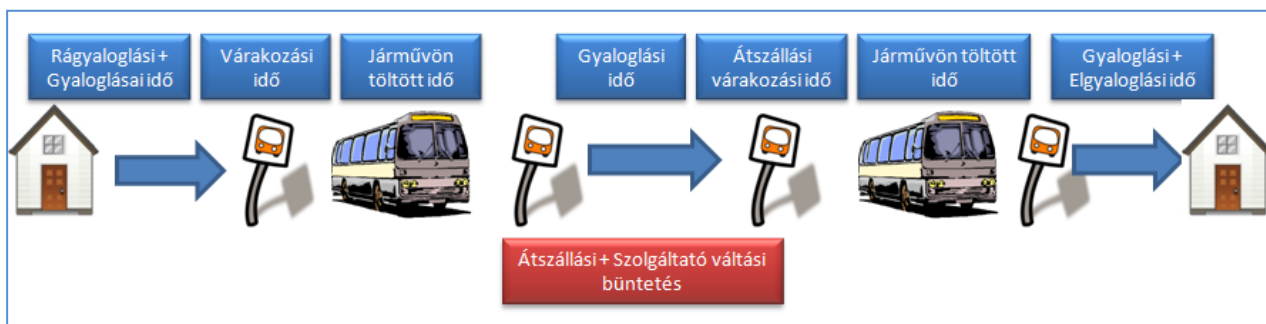 Rágyaloglási +
Gyaloglásai idő
Várakozási
idő
Járművön
töltött idő
Gyaloglási
idő
Átszállási
várakozási idő
Járművön töltött
idő
Gyaloglási +
Elgyaloglási idő
Átszállási + Szolgáltató váltási
büntetés